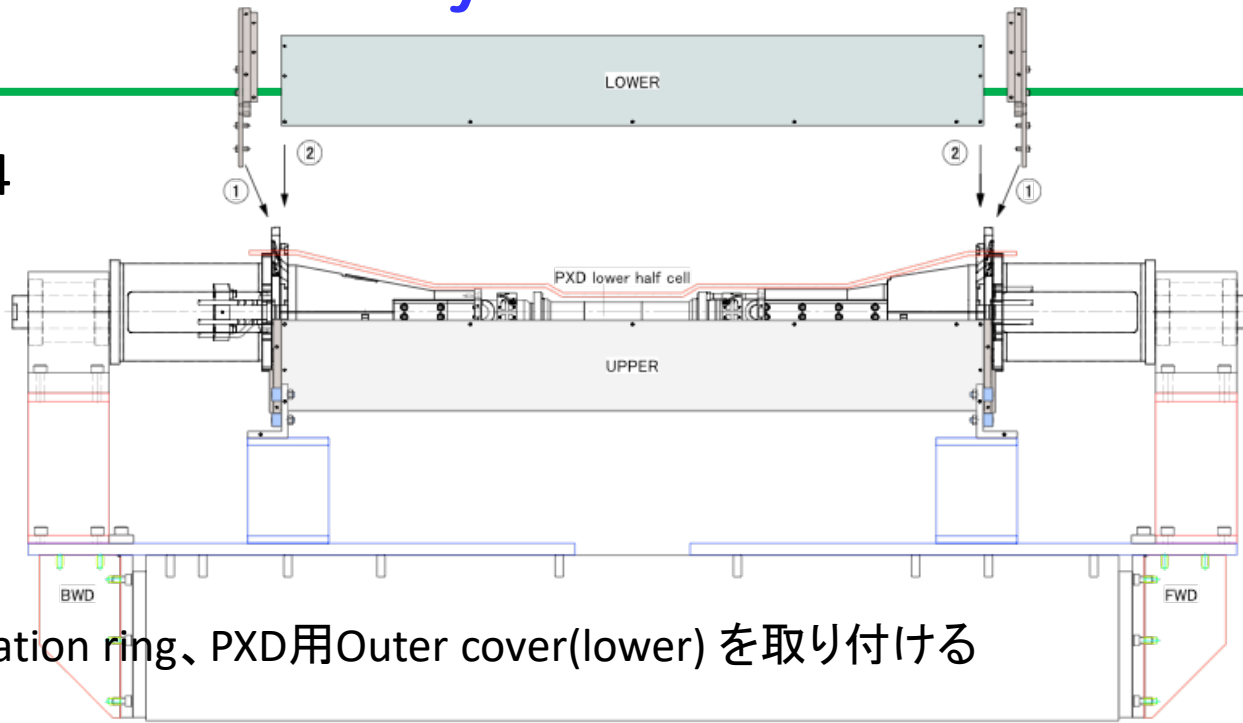 y
LOWER
② ②
4
① ①
PXD lower half cell
UPPER
BWD FWD
ation ring、PXD用Outer cover(lower) を取り付ける